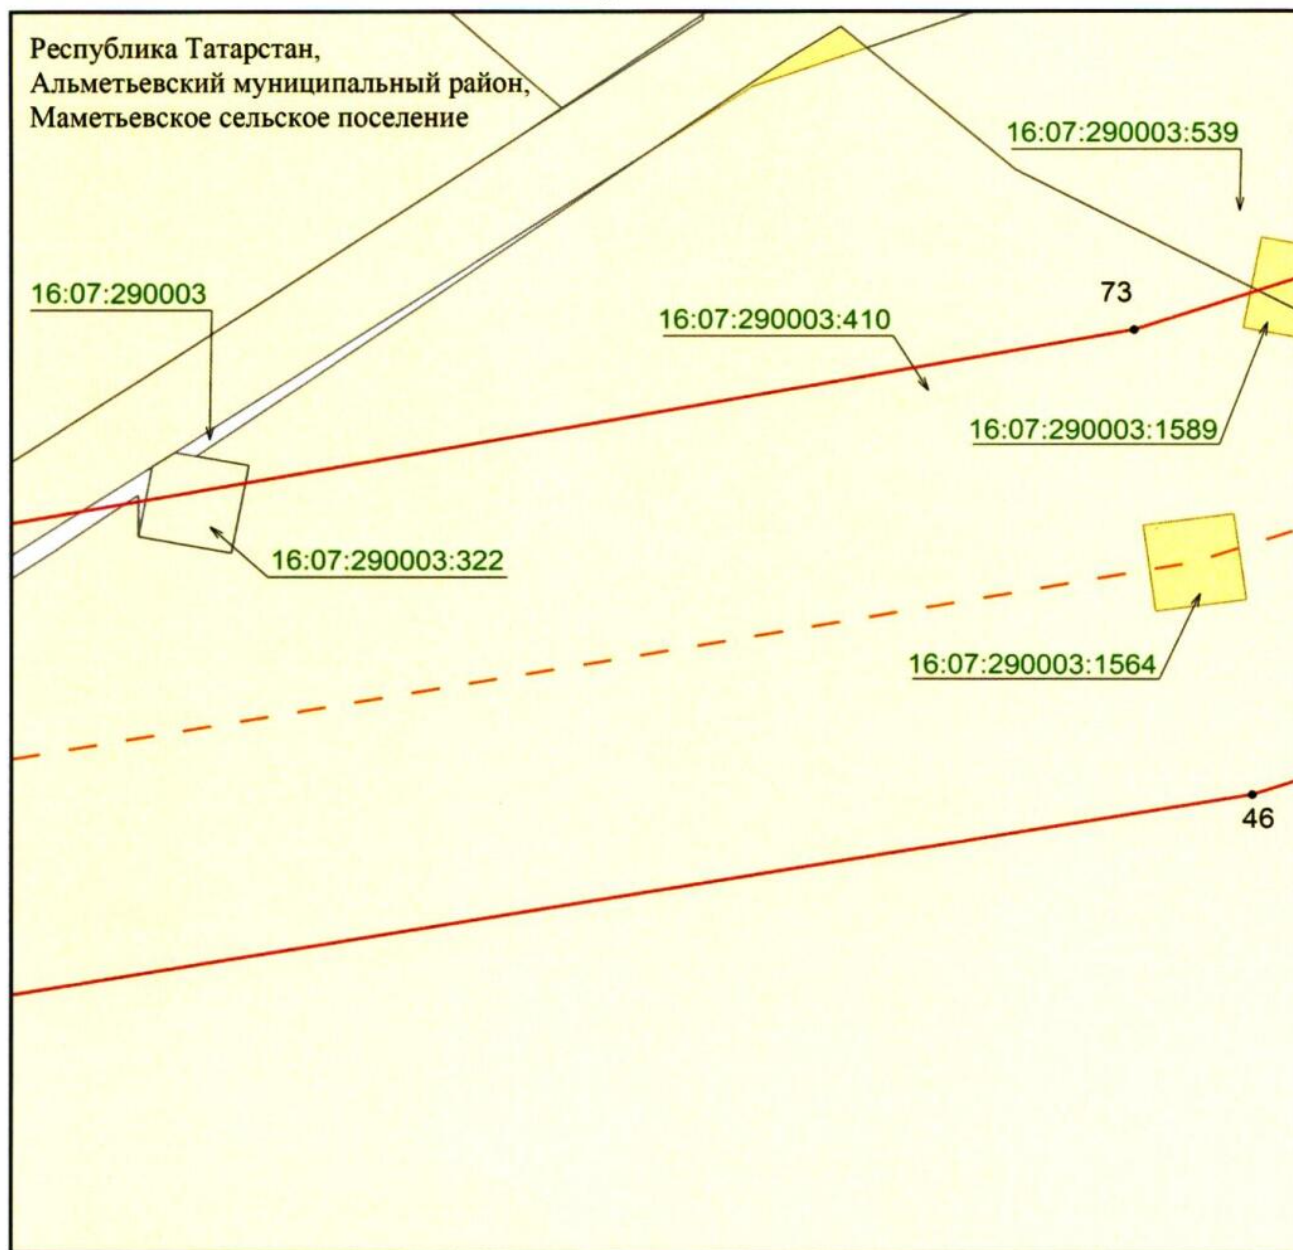 Республика Татарстан,
Альметьевский муниципальный район,
Маметьевское сельское поселение
16:07:290003:539
16:07:290003
73
16:07:290003:410
16:07:290003:1589
16:07:290003:322
16:07:290003:1564
46